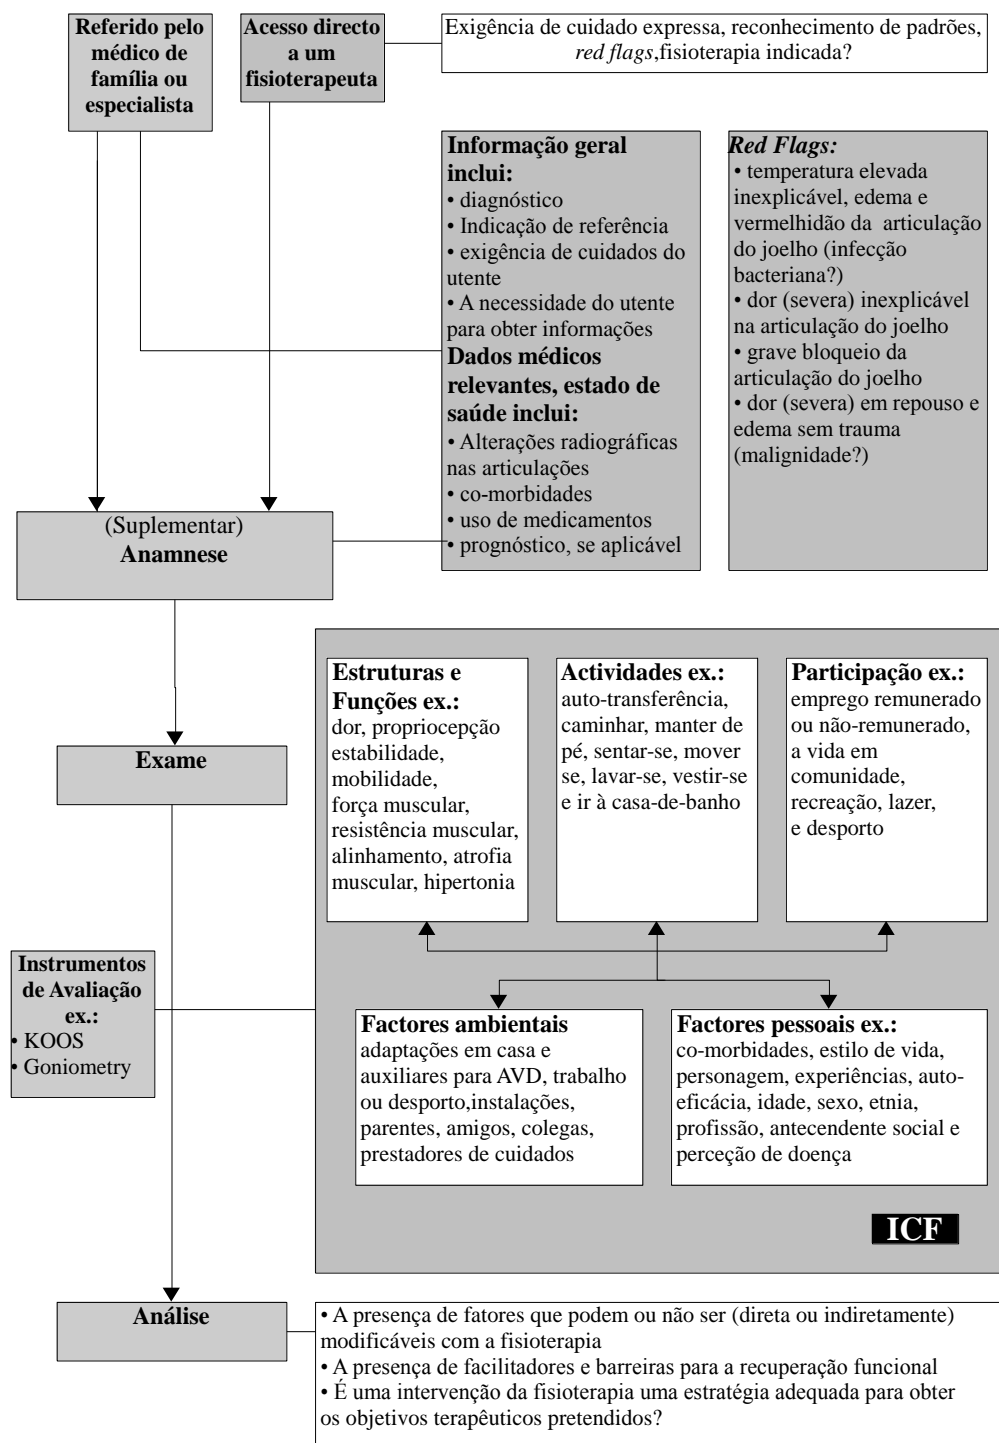 Referido pelo
médico de
família ou
especialista
Acesso directo
a um
fisioterapeuta
Exigência de cuidado expressa, reconhecimento de padrões,
red flags,fisioterapia indicada?
Informação geral
inclui:
• diagnóstico
• Indicação de referência
• exigência de cuidados do
utente
• A necessidade do utente
para obter informações
Dados médicos
relevantes, estado de
saúde inclui:
• Alterações radiográficas
nas articulações
• co-morbidades
• uso de medicamentos
• prognóstico, se aplicável
Red Flags:
• temperatura elevada
inexplicável, edema e
vermelhidão da articulação
do joelho (infecção
bacteriana?)
• dor (severa) inexplicável
na articulação do joelho
• grave bloqueio da
articulação do joelho
• dor (severa) em repouso e
edema sem trauma
(malignidade?)
(Suplementar)
Anamnese
Exame
Estruturas e
Funções ex.:
dor, propriocepção
estabilidade,
mobilidade,
força muscular,
resistência muscular,
alinhamento, atrofia
muscular, hipertonia
Actividades ex.:
auto-transferência,
caminhar, manter de
pé, sentar-se, mover
se, lavar-se, vestir-se
e ir à casa-de-banho
Participação ex.:
emprego remunerado
ou não-remunerado,
a vida em
comunidade,
recreação, lazer,
e desporto
Instrumentos
de Avaliação
ex.:
• KOOS
• Goniometry
Factores ambientais
adaptações em casa e
auxiliares para AVD, trabalho
ou desporto,instalações,
parentes, amigos, colegas,
prestadores de cuidados
Factores pessoais ex.:
co-morbidades, estilo de vida,
personagem, experiências, auto-
eficácia, idade, sexo, etnia,
profissão, antecendente social e
perceção de doença
ICF
Análise
• A presença de fatores que podem ou não ser (direta ou indiretamente)
modificáveis com a fisioterapia
• A presença de facilitadores e barreiras para a recuperação funcional
• É uma intervenção da fisioterapia uma estratégia adequada para obter
os objetivos terapêuticos pretendidos?